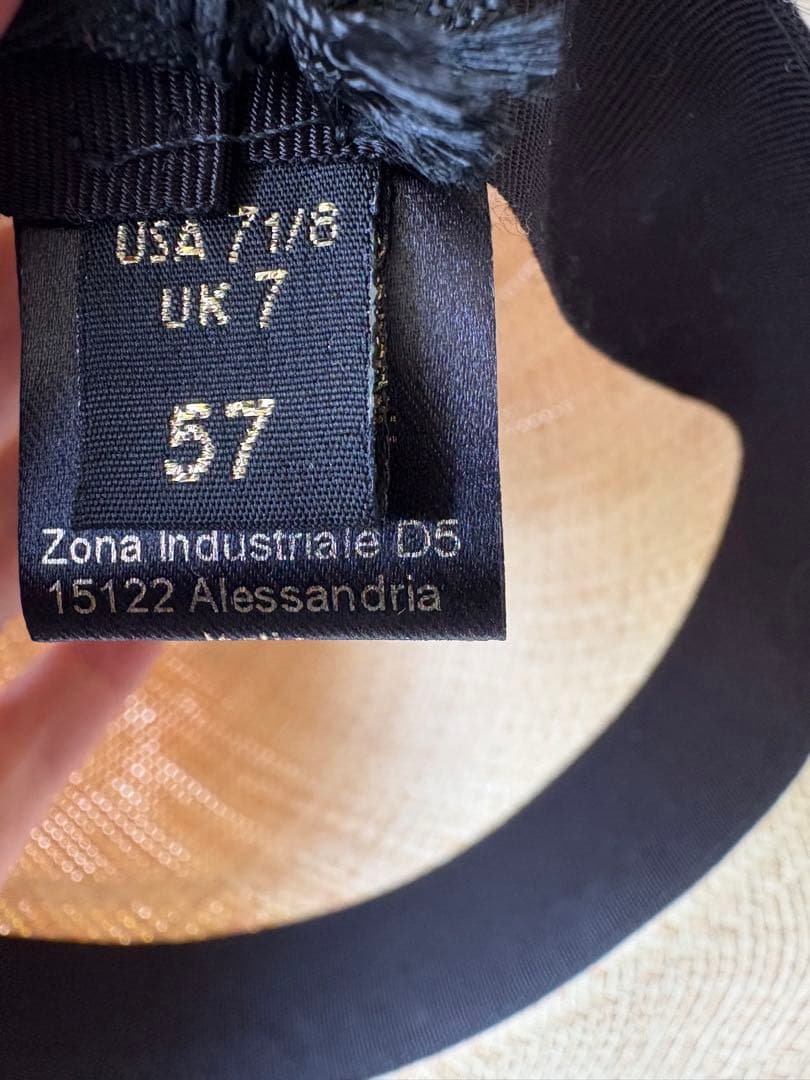 USA 7 1/8
UK 7
57
Zona Industriale D5
15122 Alessandria